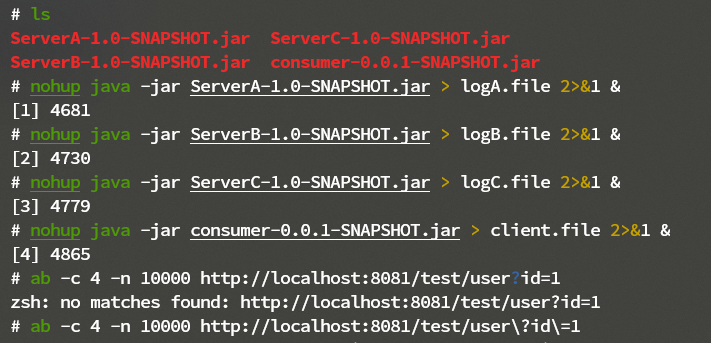 # ls
ServerA-1.0-SNAPSHOT.jar  ServerC-1.0-SNAPSHOT.jar
ServerB-1.0-SNAPSHOT.jar  consumer-0.0.1-SNAPSHOT.jar
# nohup java -jar ServerA-1.0-SNAPSHOT.jar > logA.file 2>&1 &
[1] 4681
# nohup java -jar ServerB-1.0-SNAPSHOT.jar > logB.file 2>&1 &
[2] 4730
# nohup java -jar ServerC-1.0-SNAPSHOT.jar > logC.file 2>&1 &
[3] 4779
# nohup java -jar consumer-0.0.1-SNAPSHOT.jar > client.file 2>&1 &
[4] 4865
# ab -c 4 -n 10000 http://localhost:8081/test/user?id=1
zsh: no matches found: http://localhost:8081/test/user?id=1
# ab -c 4 -n 10000 http://localhost:8081/test/user\?id\=1